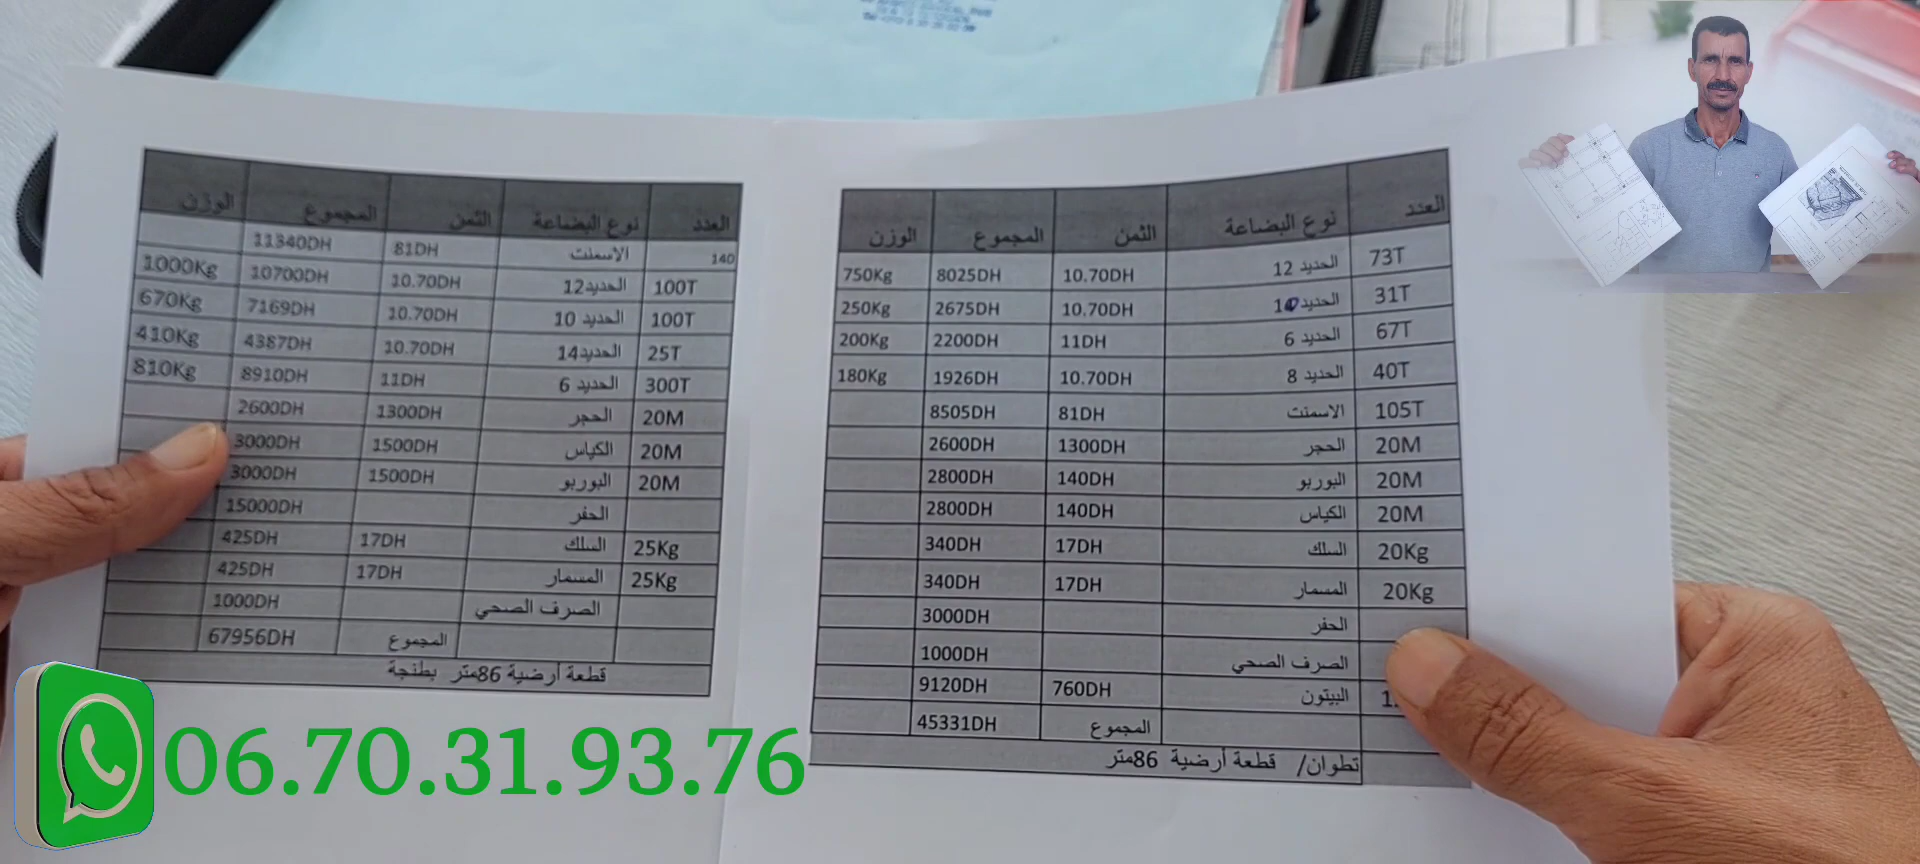 العدد نوع البضاعة الثمن المجموع الوزن
140 الاسمنت 81DH 11340DH
100T الحديد12 10.70DH 10700DH 1000Kg
100T الحديد 10 10.70DH 7169DH 670Kg
25T الحديد14 10.70DH 4387DH 410Kg
300T الحديد 6 11DH 8910DH 810Kg
20M الحجر 1300DH 2600DH
20M الكياس 1500DH 3000DH
20M البوربو 1500DH 3000DH
الحفر 15000DH
25Kg السلك 17DH 425DH
25Kg المسمار 17DH 425DH
الصرف الصحي 1000DH
المجموع 67956DH
قطعة أرضية 86متر بطنجة
العدد نوع البضاعة الثمن المجموع الوزن
73T الحديد 12 10.70DH 8025DH 750Kg
31T الحديد 10 10.70DH 2675DH 250Kg
67T الحديد 6 11DH 2200DH 200Kg
40T الحديد 8 10.70DH 1926DH 180Kg
105T الاسمنت 81DH 8505DH
20M الحجر 1300DH 2600DH
20M البوربو 140DH 2800DH
20M الكياس 140DH 2800DH
20Kg السلك 17DH 340DH
20Kg المسمار 17DH 340DH
الحفر 3000DH
الصرف الصحي 1000DH
البيتون 760DH 9120DH
المجموع 45331DH
تطوان/ قطعة أرضية 86متر
06.70.31.93.76